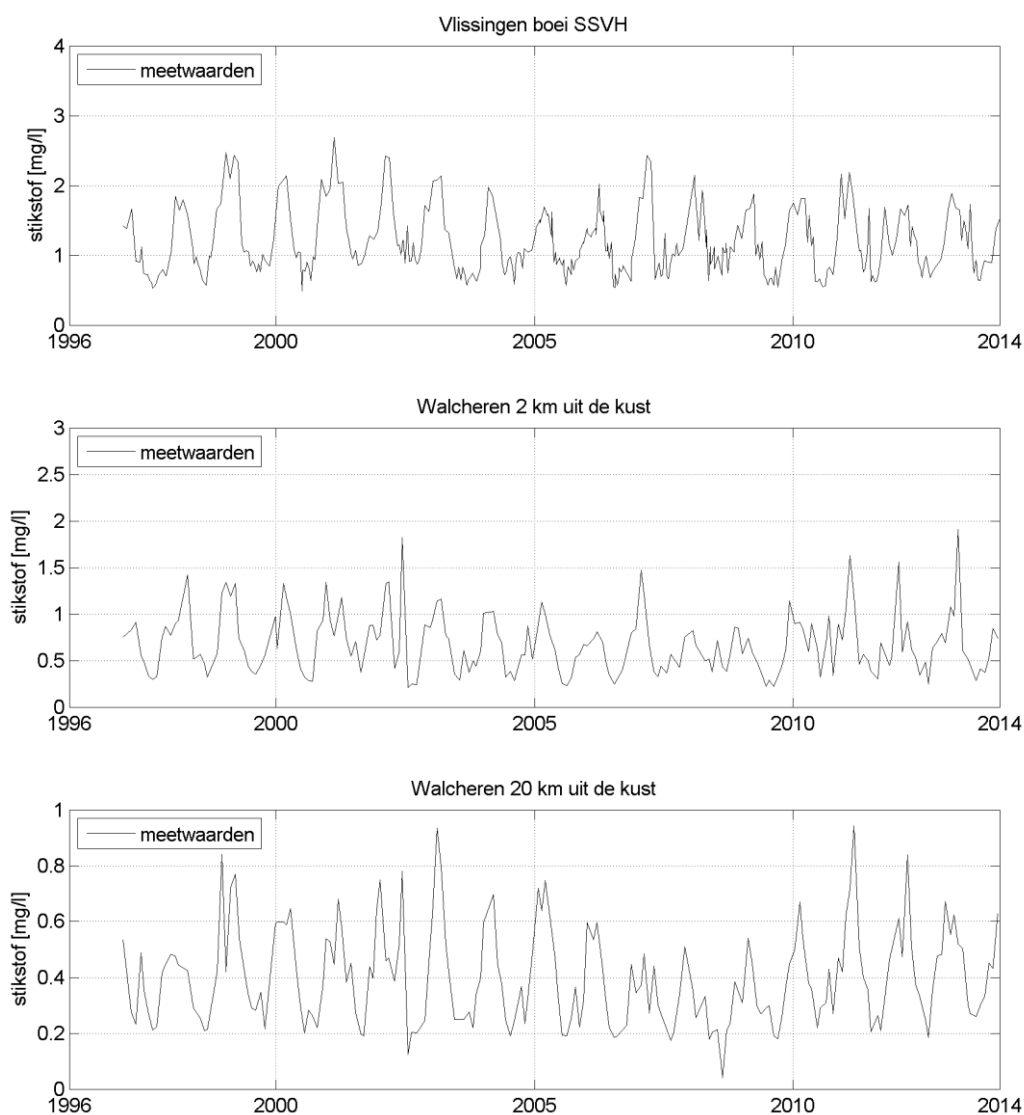 Vlissingen boei SSVH
4
3
2
1
0
stikstof [mg/l]
meetwaarden
1996 2000 2005 2010 2014
Walcheren 2 km uit de kust
3
2.5
2
1.5
1
0.5
0
stikstof [mg/l]
meetwaarden
1996 2000 2005 2010 2014
Walcheren 20 km uit de kust
1
0.8
0.6
0.4
0.2
0
stikstof [mg/l]
meetwaarden
1996 2000 2005 2010 2014